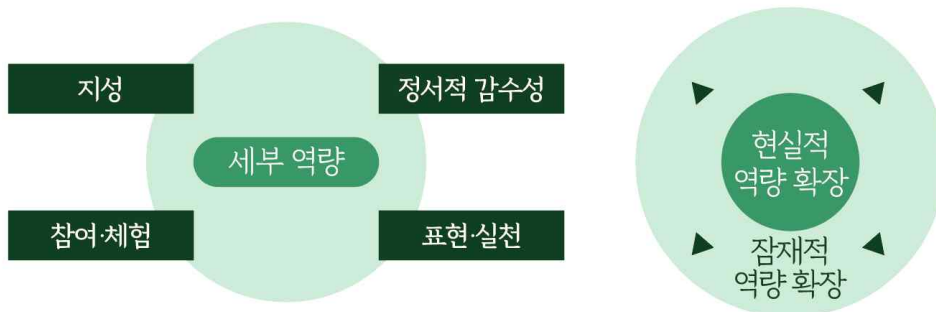 지성
정서적 감수성
세부 역량
참여·체험
표현·실천
현실적
역량 확장
잠재적
역량 확장